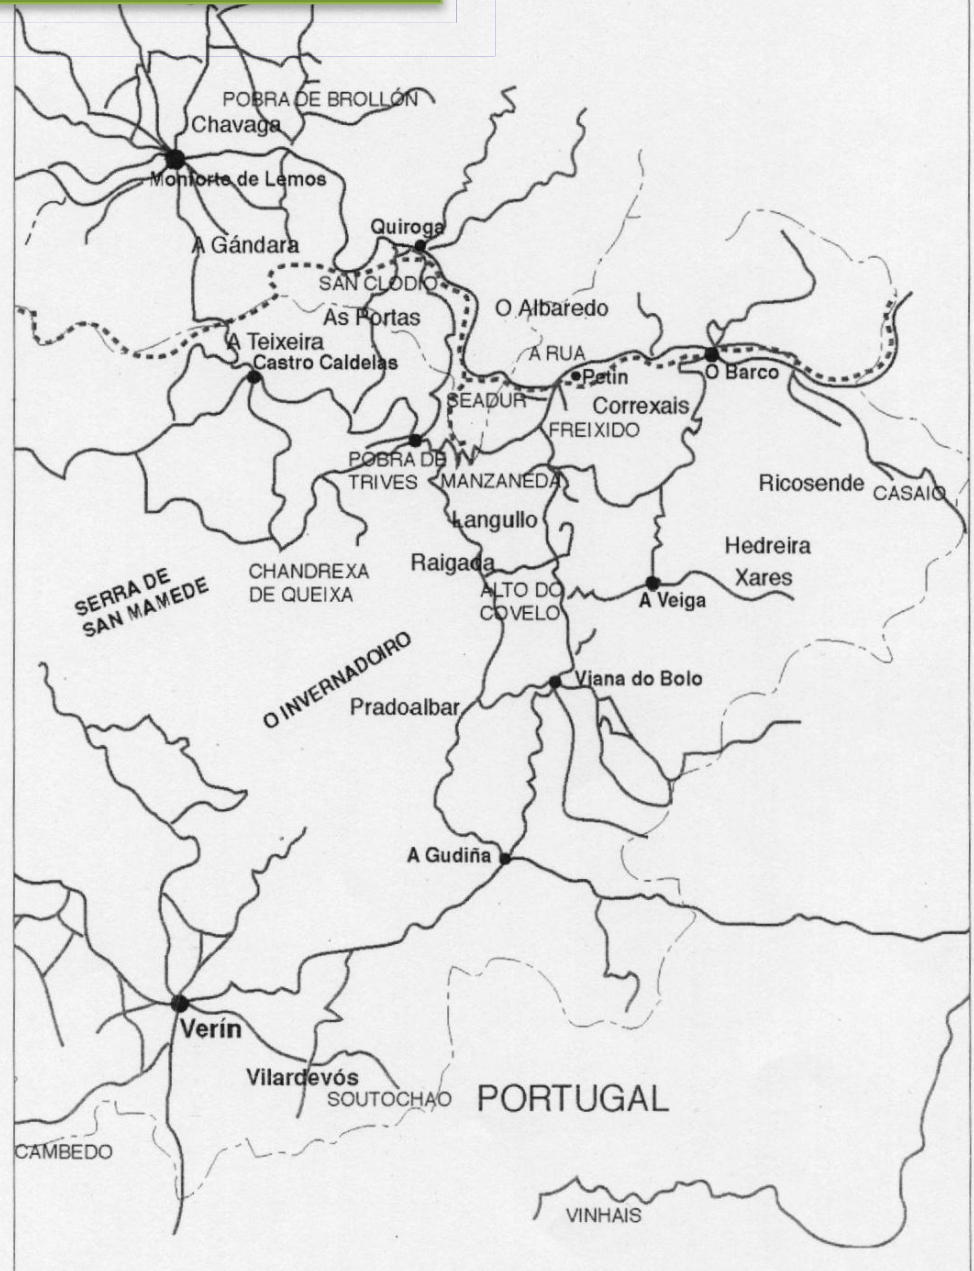 POBRA DE BROLLÓN
Chavaga
Monforte de Lemos
Quiroga
A Gándara
SAN CLODIO
O Albaredo
As Portas
A Teixeira
A RUA
Castro Caldelas
Petin
O Barco
SEADUR
Correxais
FREIXIDO
POBRA DE
TRIVES
MANZANEDA
Ricosende
CASAIO
Langullo
Hedreira
Raigada
Xares
CHANDREXA
DE QUEIXA
ALTO DO
COVELO
A Veiga
SERRA DE
SAN MAMEDE
O INVERNADOIRO
Viana do Bolo
Pradoalbar
A Gudiña
Verín
Vilardevós
SOUTOCHAO
PORTUGAL
CAMBEDO
VINHAIS